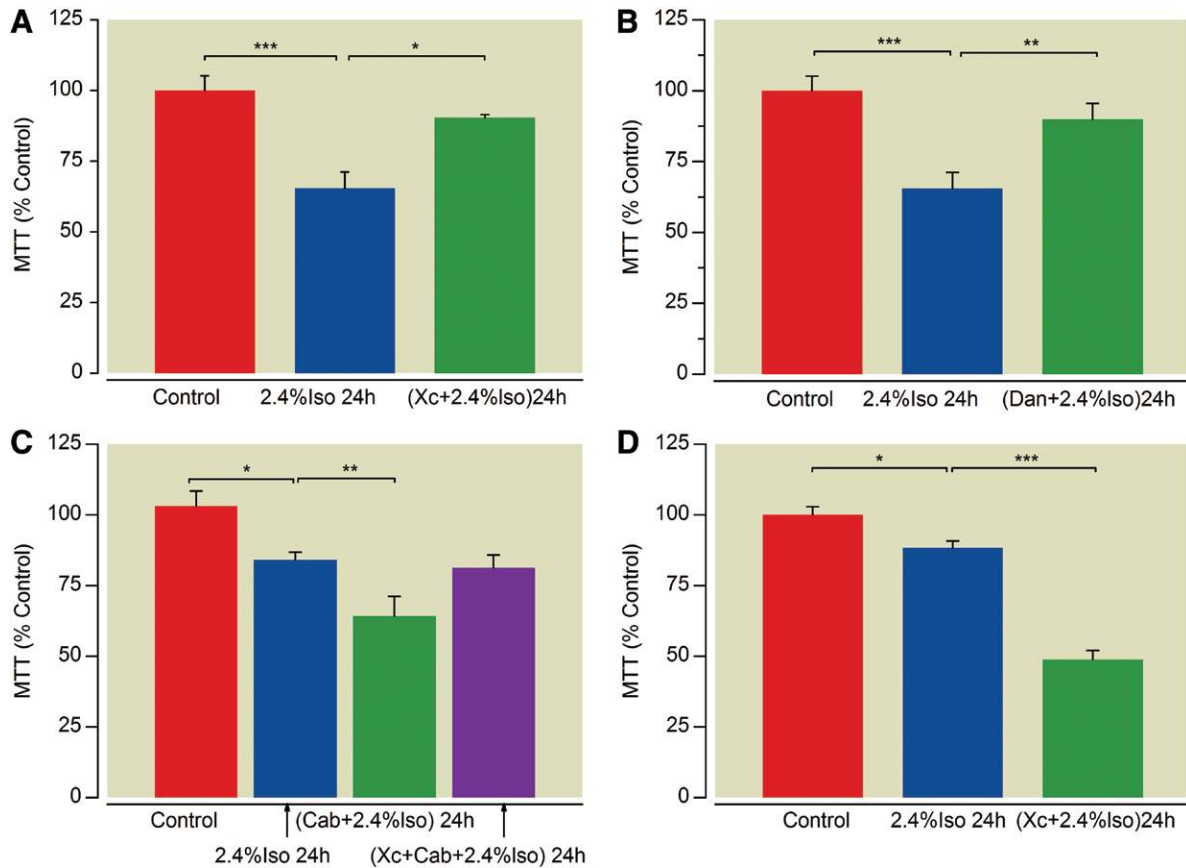 A
MTT (% Control)
125
100
75
50
25
0
***
*
Control
2.4%Iso 24h
(Xc+2.4%Iso)24h
B
MTT (% Control)
125
100
75
50
25
0
***
**
Control
2.4%Iso 24h
(Dan+2.4%Iso)24h
C
MTT (% Control)
125
100
75
50
25
0
*
**
Control
(Cab+2.4%Iso) 24h
2.4%Iso 24h
(Xc+Cab+2.4%Iso) 24h
D
MTT (% Control)
125
100
75
50
25
0
*
***
Control
2.4%Iso 24h
(Xc+2.4%Iso)24h